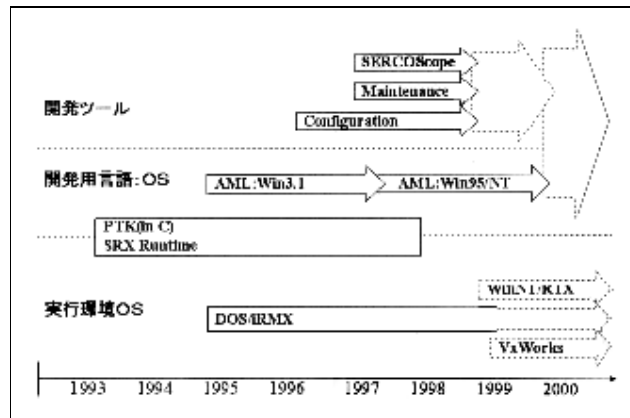 SERCOScope
Maintenance
開発ツール
Configuration
開発用言語:OS
AML:Win3.1
AML:Win95/NT
PTK(in C)
SRX Runtime
WinNT/RTX
実行環境OS
DOS/iRMX
VxWorks
1993 1994 1995 1996 1997 1998 1999 2000